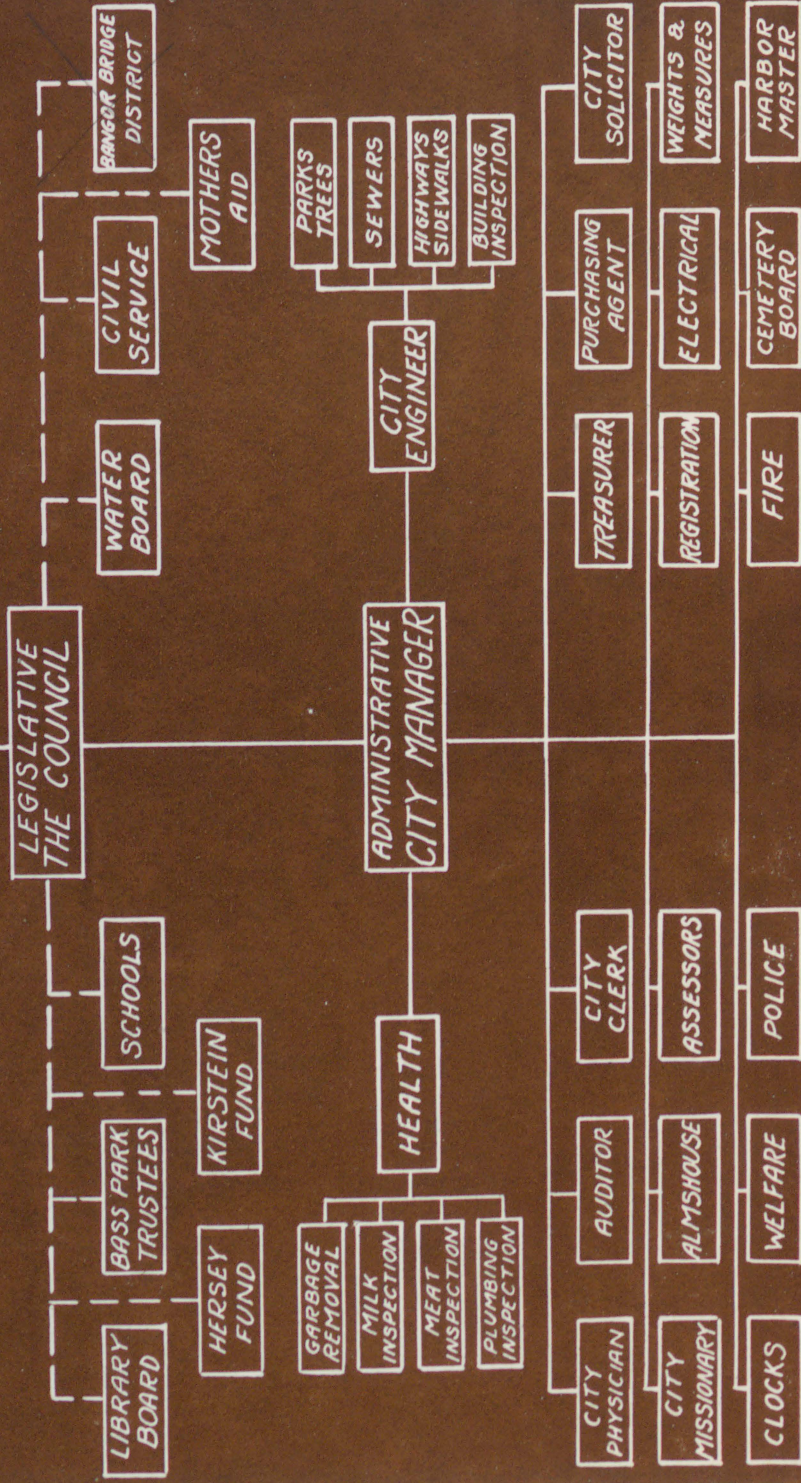 LEGISLATIVE
THE COUNCIL
LIBRARY
BOARD
BASS PARK
TRUSTEES
SCHOOLS
WATER
BOARD
CIVIL
SERVICE
BANGOR BRIDGE
DISTRICT
HERSEY
FUND
KIRSTEIN
FUND
MOTHERS
AID
ADMINISTRATIVE
CITY MANAGER
HEALTH
GARBAGE
REMOVAL
MILK
INSPECTION
MEAT
INSPECTION
PLUMBING
INSPECTION
CITY
ENGINEER
PARKS
TREES
SEWERS
HIGHWAYS
SIDEWALKS
BUILDING
INSPECTION
CITY
PHYSICIAN
AUDITOR
CITY
CLERK
TREASURER
PURCHASING
AGENT
CITY
SOLICITOR
CITY
MISSIONARY
ALMSHOUSE
ASSESSORS
REGISTRATION
ELECTRICAL
WEIGHTS &
MEASURES
CLOCKS
WELFARE
POLICE
FIRE
CEMETERY
BOARD
HARBOR
MASTER